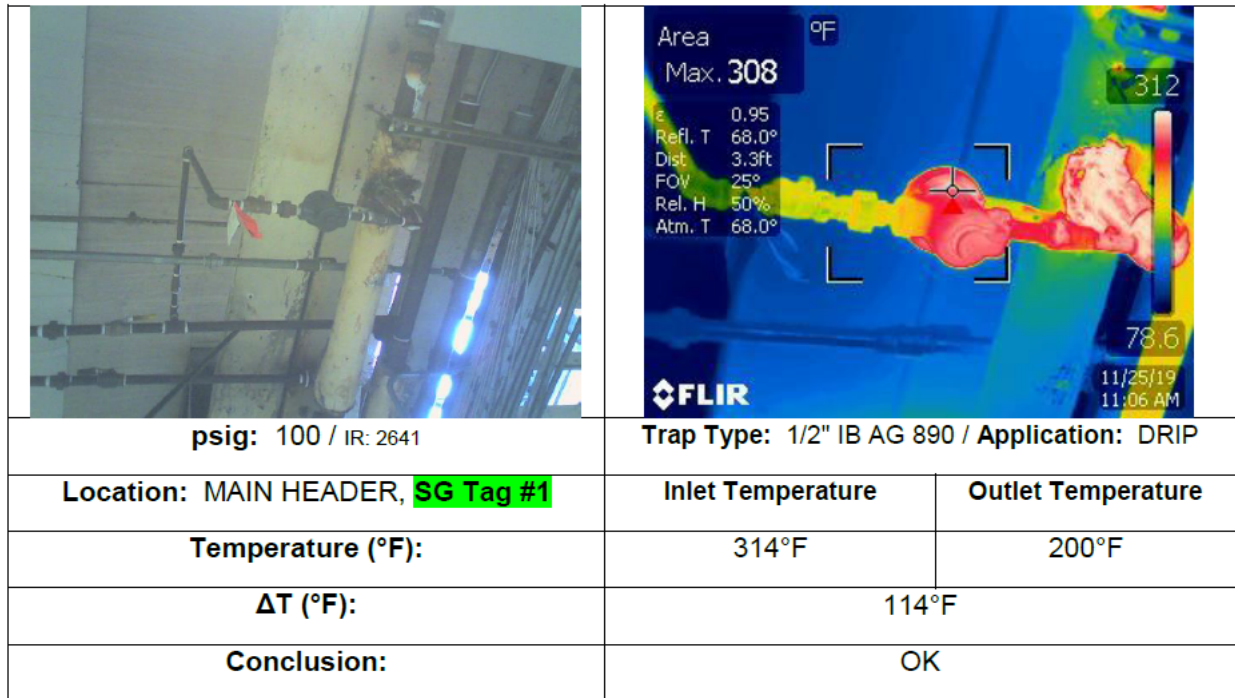 Area
°F
Max. 308
312
ε 0.95
Refl. T 68.0°
Dist 3.3ft
FOV 25°
Rel. H 50%
Atm. T 68.0°
78.6
11/25/19
11:06 AM
FLIR
psig: 100 / IR: 2641
Trap Type: 1/2" IB AG 890 / Application: DRIP
Location: MAIN HEADER, SG Tag #1
Inlet Temperature
Outlet Temperature
Temperature (°F):
314°F
200°F
ΔT (°F):
114°F
Conclusion:
OK